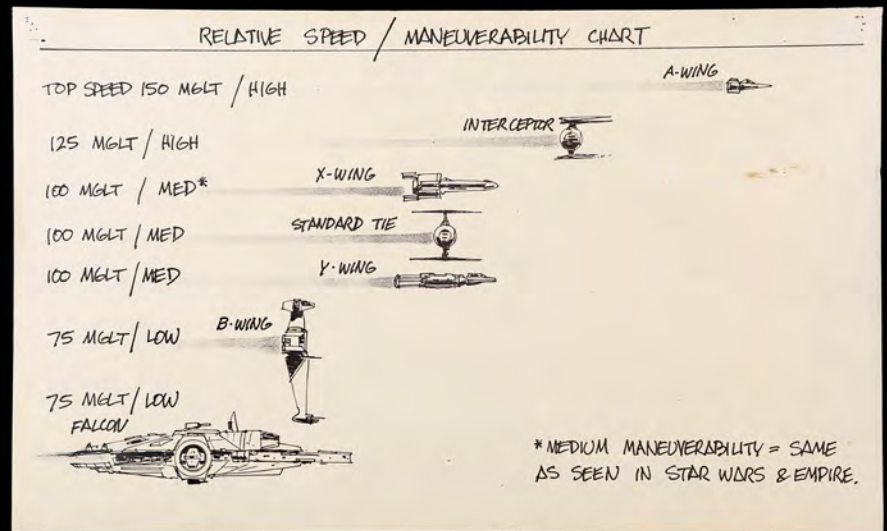 RELATIVE SPEED / MANEUVERABILITY CHART
TOP SPEED 150 MGLT / HIGH
A-WING
125 MGLT / HIGH
INTERCEPTOR
100 MGLT / MED*
X-WING
100 MGLT / MED
STANDARD TIE
100 MGLT / MED
Y-WING
75 MGLT / LOW
B-WING
75 MGLT / LOW
FALCON
* MEDIUM MANEUVERABILITY = SAME
AS SEEN IN STAR WARS & EMPIRE.